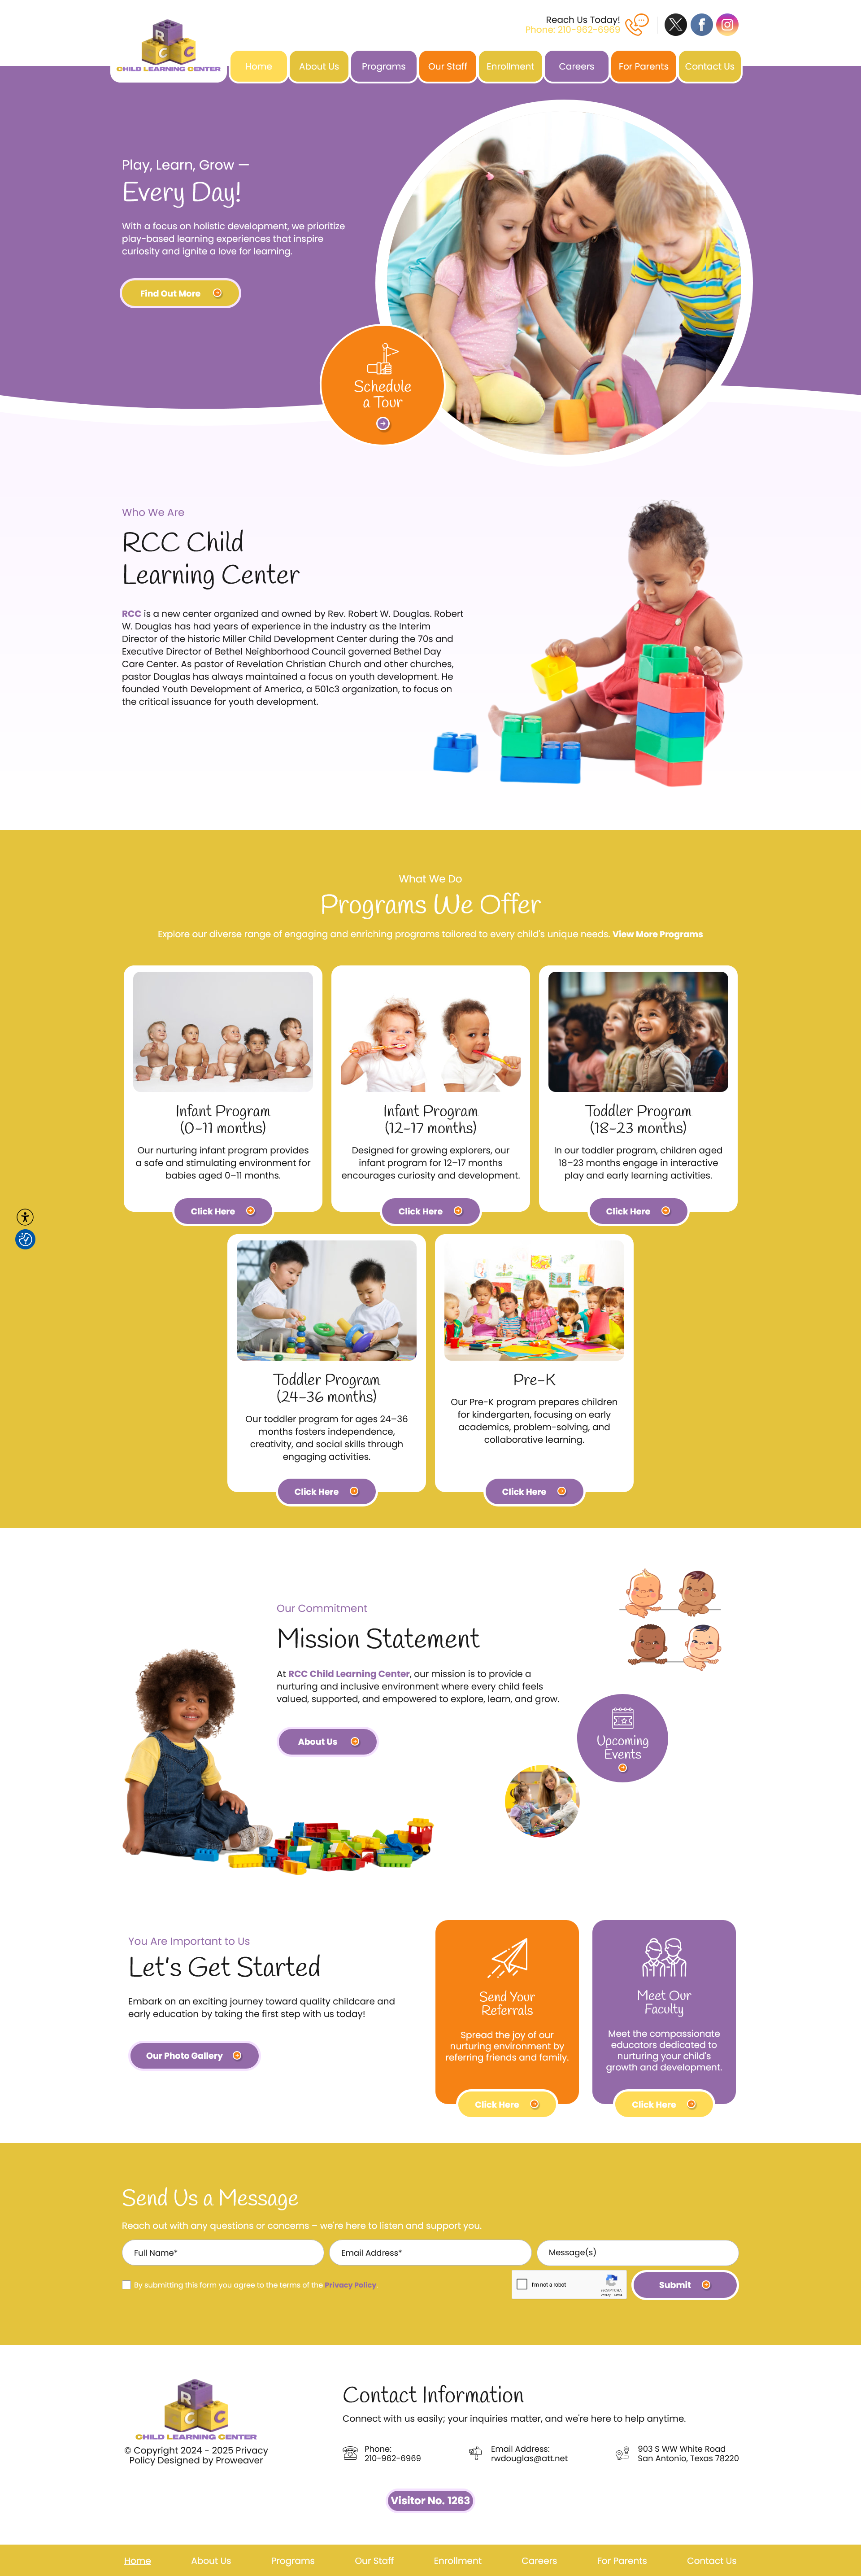 Reach Us Today!
Phone: 210-962-6969
R
C C
CHILD LEARNING CENTER
Home
About Us
Programs
Our Staff
Enrollment
Careers
For Parents
Contact Us
Play, Learn, Grow —
Every Day!
With a focus on holistic development, we prioritize
play-based learning experiences that inspire
curiosity and ignite a love for learning.
Find Out More
Schedule
a Tour
Who We Are
RCC Child
Learning Center
RCC is a new center organized and owned by Rev. Robert W. Douglas. Robert
W. Douglas has had years of experience in the industry as the Interim
Director of the historic Miller Child Development Center during the 70s and
Executive Director of Bethel Neighborhood Council governed Bethel Day
Care Center. As pastor of Revelation Christian Church and other churches,
pastor Douglas has always maintained a focus on youth development. He
founded Youth Development of America, a 501c3 organization, to focus on
the critical issuance for youth development.
What We Do
Programs We Offer
Explore our diverse range of engaging and enriching programs tailored to every child's unique needs. View More Programs
Infant Program
(0-11 months)
Our nurturing infant program provides
a safe and stimulating environment for
babies aged 0–11 months.
Click Here
Infant Program
(12-17 months)
Designed for growing explorers, our
infant program for 12–17 months
encourages curiosity and development.
Click Here
Toddler Program
(18-23 months)
In our toddler program, children aged
18–23 months engage in interactive
play and early learning activities.
Click Here
Toddler Program
(24-36 months)
Our toddler program for ages 24–36
months fosters independence,
creativity, and social skills through
engaging activities.
Click Here
Pre-K
Our Pre-K program prepares children
for kindergarten, focusing on early
academics, problem-solving, and
collaborative learning.
Click Here
Our Commitment
Mission Statement
At RCC Child Learning Center, our mission is to provide a
nurturing and inclusive environment where every child feels
valued, supported, and empowered to explore, learn, and grow.
About Us
Upcoming
Events
You Are Important to Us
Let's Get Started
Embark on an exciting journey toward quality childcare and
early education by taking the first step with us today!
Our Photo Gallery
Send Your
Referrals
Spread the joy of our
nurturing environment by
referring friends and family.
Click Here
Meet Our
Faculty
Meet the compassionate
educators dedicated to
nurturing your child's
growth and development.
Click Here
Send Us a Message
Reach out with any questions or concerns – we're here to listen and support you.
Full Name*
Email Address*
Message(s)
By submitting this form you agree to the terms of the Privacy Policy
I'm not a robot
reCAPTCHA
Privacy - Terms
Submit
R
C C
CHILD LEARNING CENTER
© Copyright 2024 - 2025 Privacy
Policy Designed by Proweaver
Contact Information
Connect with us easily; your inquiries matter, and we're here to help anytime.
Phone:
210-962-6969
Email Address:
rwdouglas@att.net
903 S WW White Road
San Antonio, Texas 78220
Visitor No. 1263
Home
About Us
Programs
Our Staff
Enrollment
Careers
For Parents
Contact Us